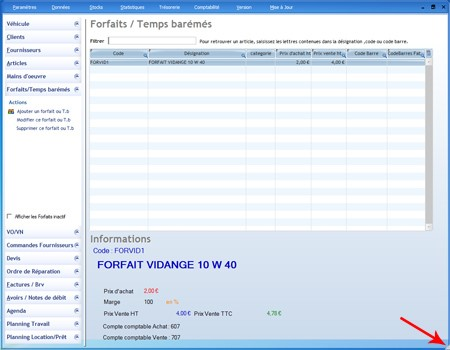 Paramètres Données Stocks Statistiques Trésorerie Comptabilité Version Mise à Jour
Véhicule
Clients
Fournisseurs
Articles
Mains d'oeuvre
Forfaits/Temps barémés
Actions
Ajouter un forfait ou T.b
Modifier ce forfait ou T.b
Supprimer ce forfait ou T.b
Afficher les Forfaits inactif
VO/VN
Commandes Fournisseurs
Devis
Ordre de Réparation
Factures / Brv
Avoirs / Notes de débit
Agenda
Planning Travail
Planning Location/Prêt
Forfaits / Temps barémés
Filtrer Pour retrouver un article, saisissez les lettres contenues dans la désignation ,code ou code barre.
Code Désignation categorie Prix d'achat ht Prix vente ht Code Barre CodeBarres Fab
FORVID1 FORFAIT VIDANGE 10 W 40 2,00 € 4,00 €
Informations
Code : FORVID1
FORFAIT VIDANGE 10 W 40
Prix d'achat 2,00 €
Marge 100 en %
Prix Vente HT 4,00 € Prix Vente TTC 4,78 €
Compte comptable Achat : 607
Compte comptable Vente : 707